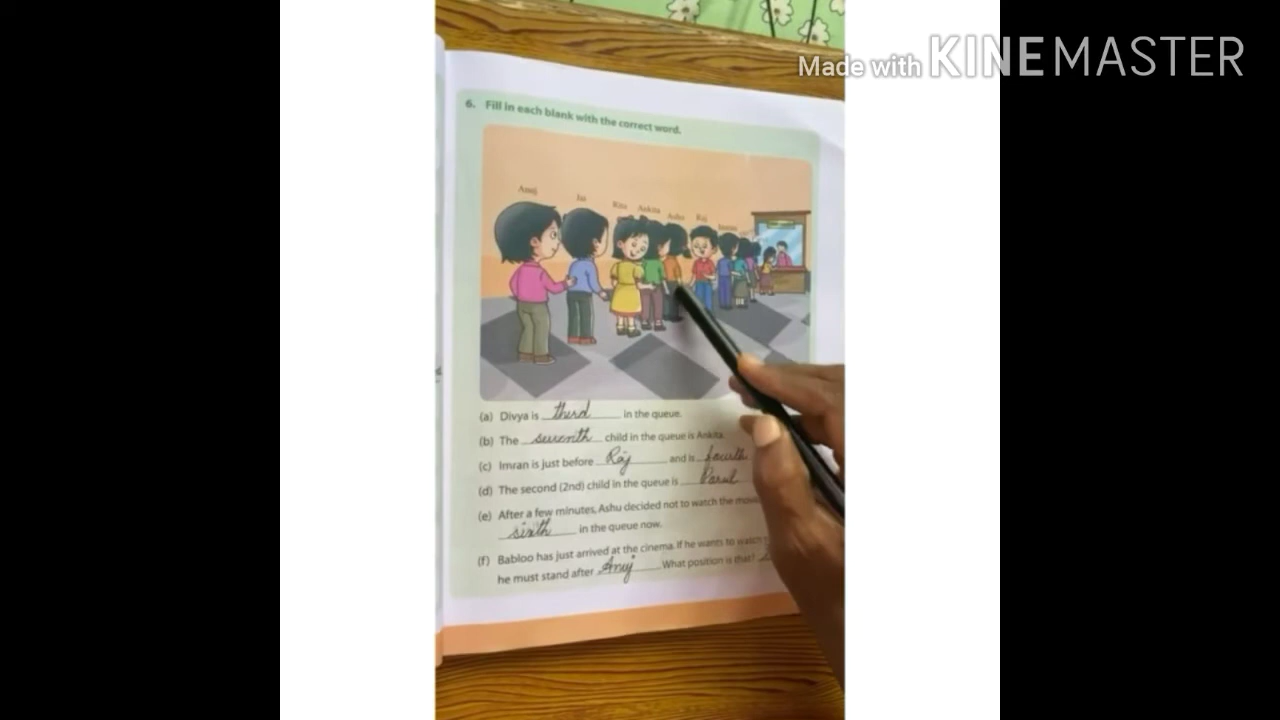 Made with KINEMASTER
6. Fill in each blank with the correct word.
Anuj Jai Rita Ankita Ashu Raj Imran
(a) Divya is third in the queue.
(b) The seventh child in the queue is Ankita.
(c) Imran is just before Raj and is fourth
(d) The second (2nd) child in the queue is Parul
(e) After a few minutes, Ashu decided not to watch the movie
sixth in the queue now.
(f) Babloo has just arrived at the cinema. If he wants to watch
he must stand after Anuj. What position is that?